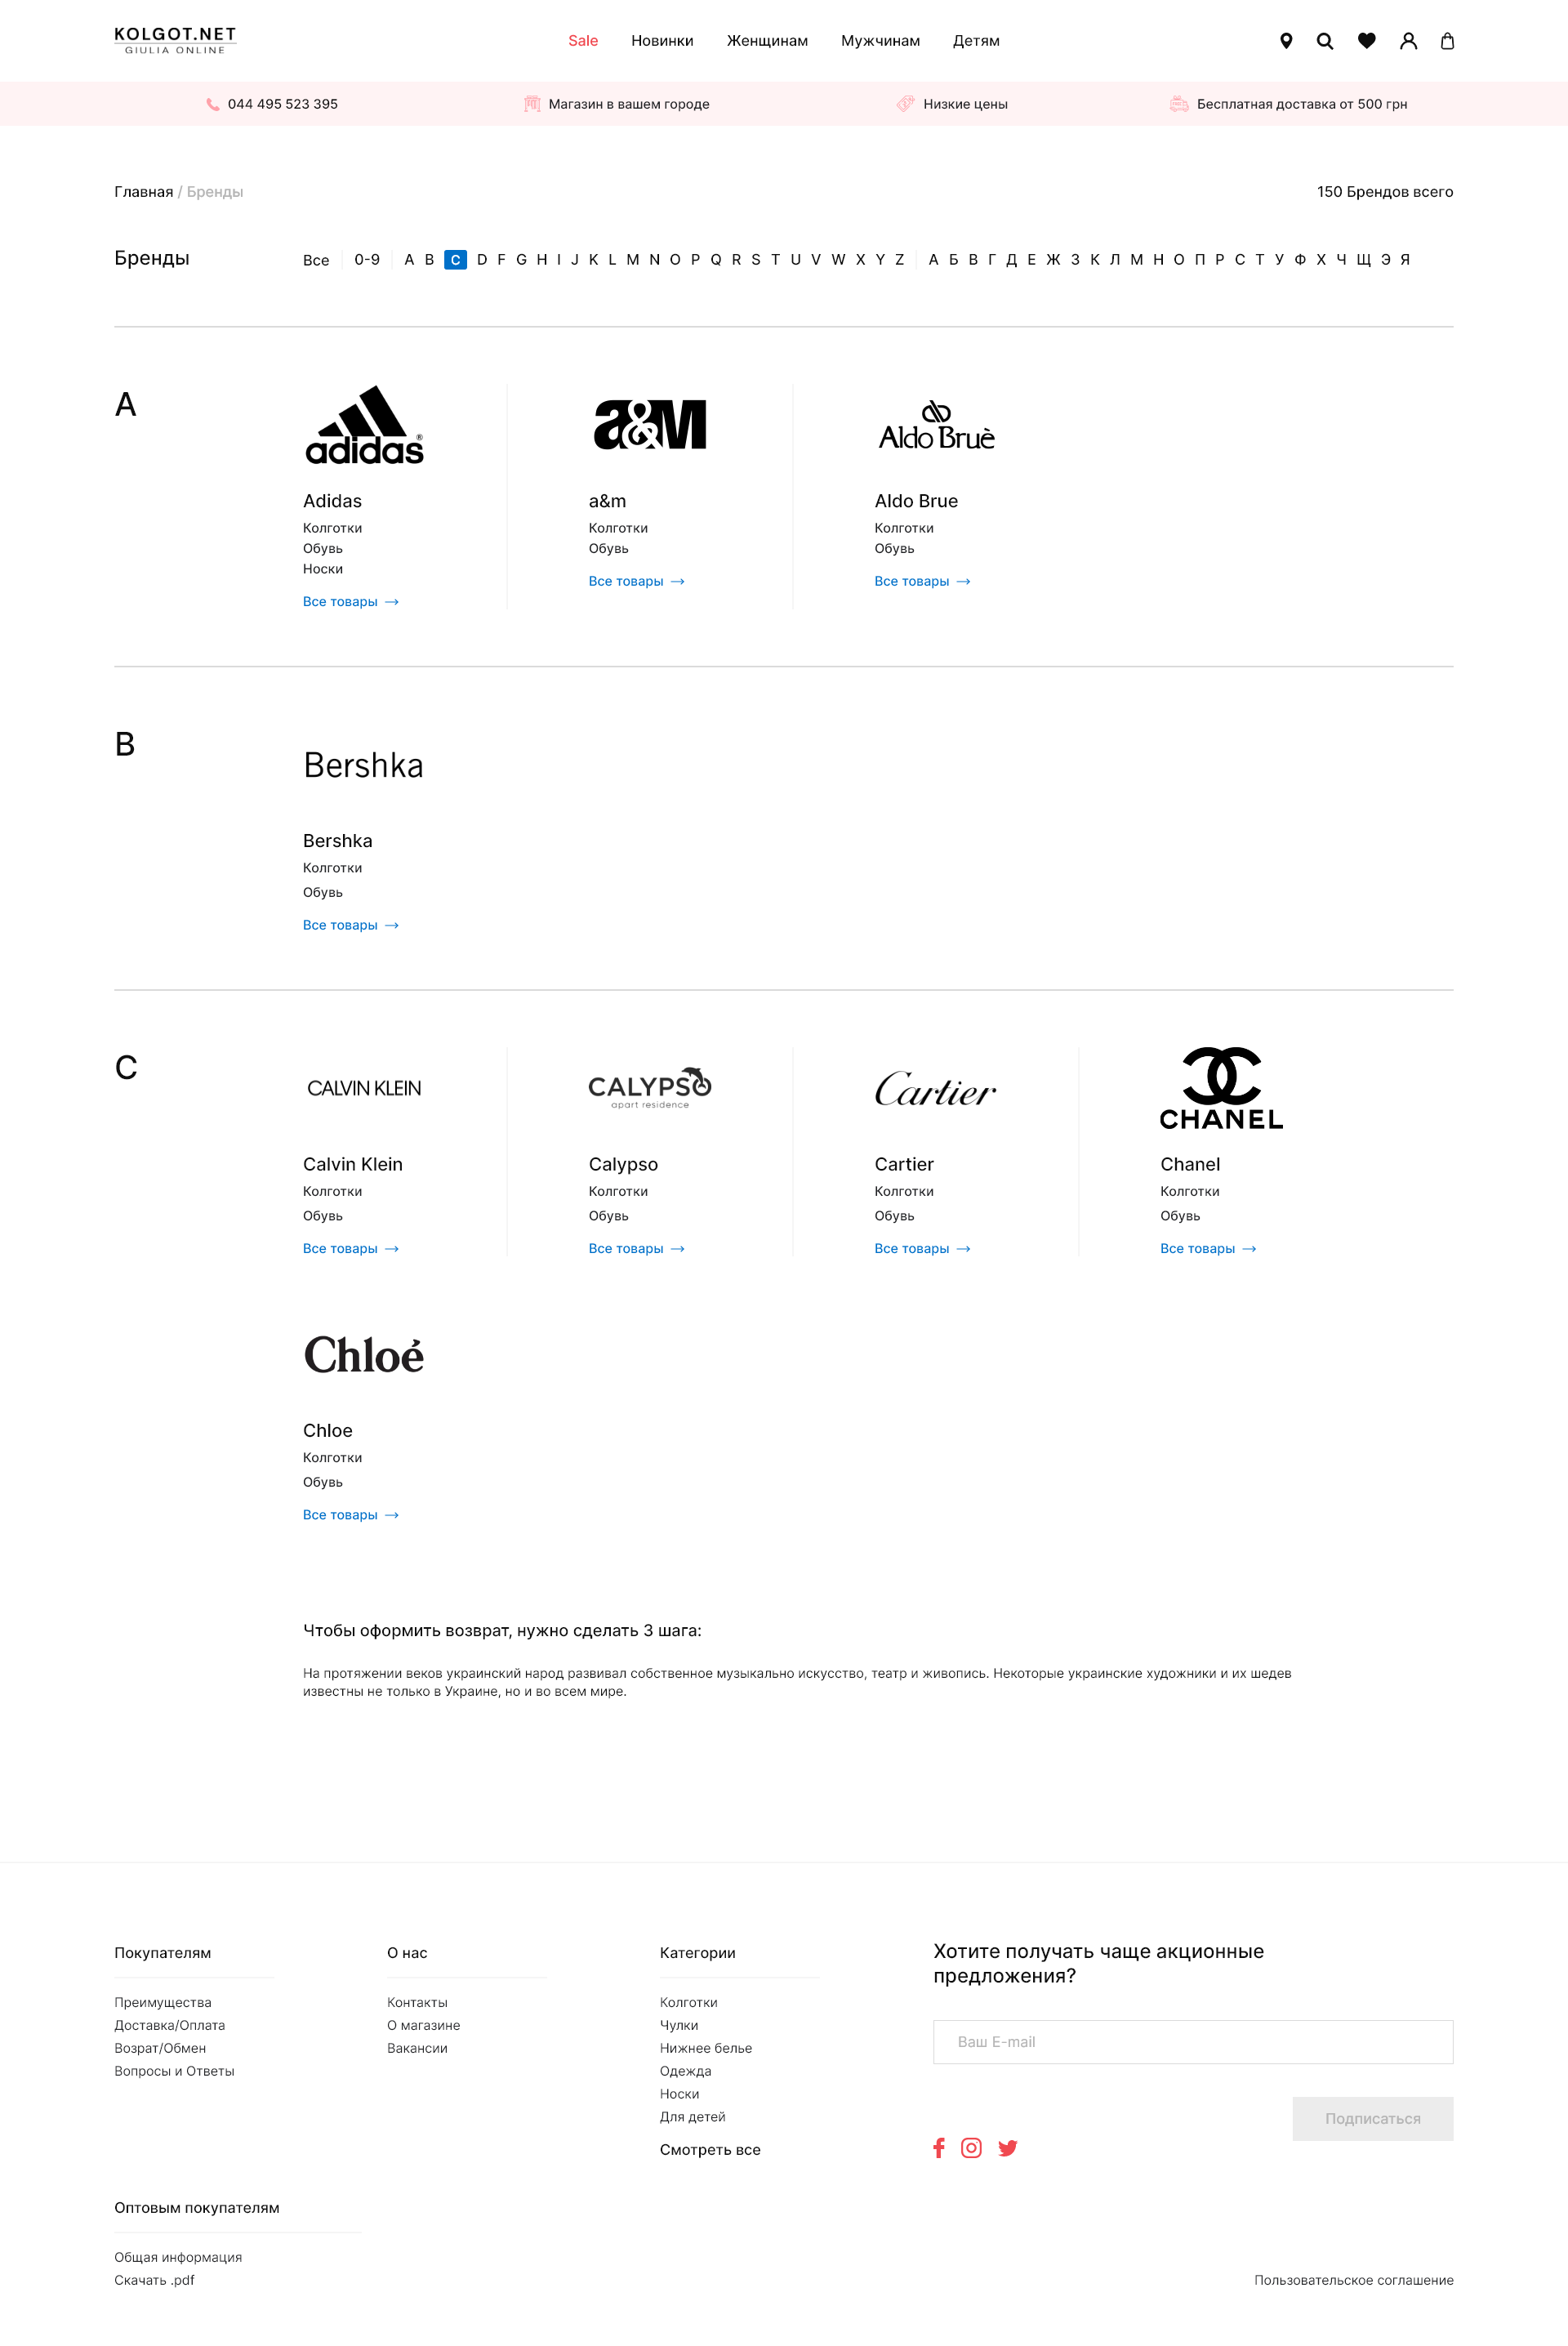 KOLGOT.NET
GIULIA ONLINE
Sale Новинки Женщинам Мужчинам Детям
044 495 523 395 Магазин в вашем городе Низкие цены Бесплатная доставка от 500 грн
Главная / Бренды 150 Брендов всего
Бренды Все 0-9 A B C D F G H I J K L M N O P Q R S T U V W X Y Z А Б В Г Д Е Ж З К Л М Н О П Р С Т У Ф Х Ч Щ Э Я
A
adidas®
a&M
Aldo Bruè
Adidas
Колготки
Обувь
Носки
Все товары
a&m
Колготки
Обувь
Все товары
Aldo Brue
Колготки
Обувь
Все товары
B
Bershka
Bershka
Колготки
Обувь
Все товары
C
CALVIN KLEIN
CALYPSO
apart residence
Cartier
CHANEL
Calvin Klein
Колготки
Обувь
Все товары
Calypso
Колготки
Обувь
Все товары
Cartier
Колготки
Обувь
Все товары
Chanel
Колготки
Обувь
Все товары
Chloé
Chloe
Колготки
Обувь
Все товары
Чтобы оформить возврат, нужно сделать 3 шага:
На протяжении веков украинский народ развивал собственное музыкально искусство, театр и живопись. Некоторые украинские художники и их шедев
известны не только в Украине, но и во всем мире.
Покупателям
Преимущества
Доставка/Оплата
Возрат/Обмен
Вопросы и Ответы
О нас
Контакты
О магазине
Вакансии
Категории
Колготки
Чулки
Нижнее белье
Одежда
Носки
Для детей
Смотреть все
Хотите получать чаще акционные
предложения?
Ваш E-mail
Подписаться
Оптовым покупателям
Общая информация
Скачать .pdf
Пользовательское соглашение